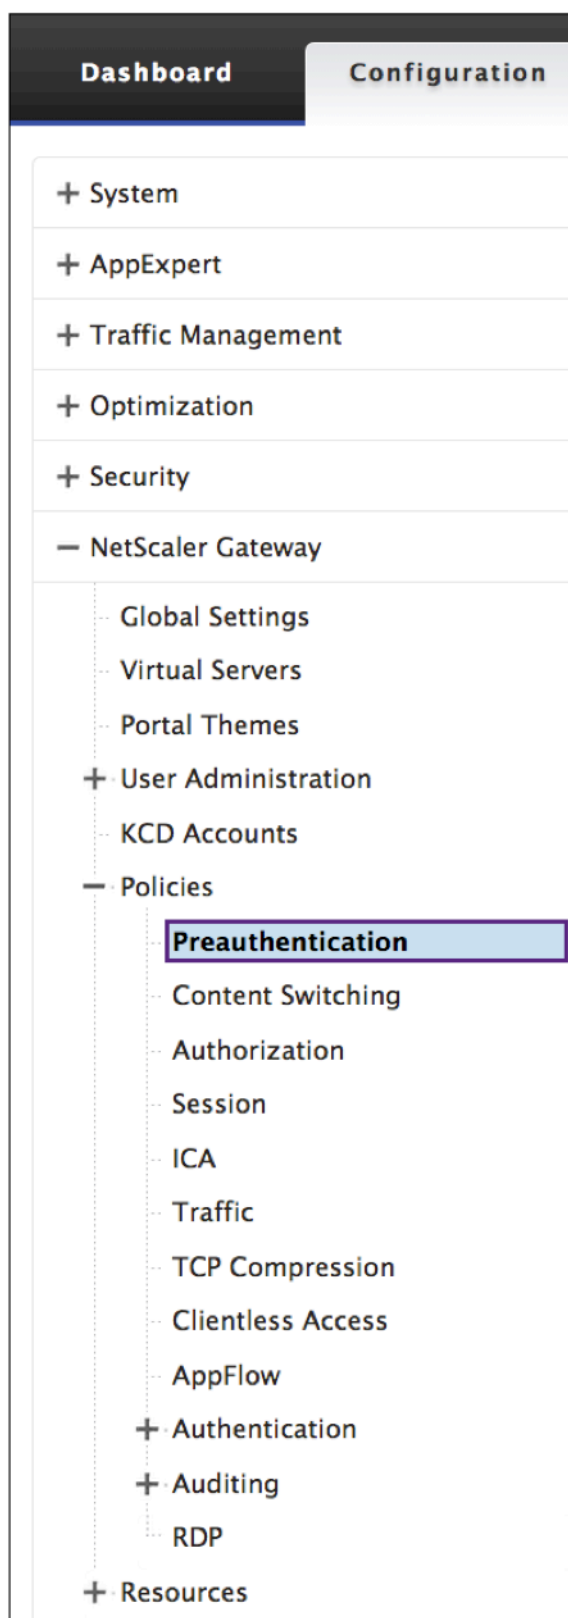 Dashboard Configuration
System
AppExpert
Traffic Management
Optimization
Security
NetScaler Gateway
Global Settings
Virtual Servers
Portal Themes
User Administration
KCD Accounts
Policies
Preauthentication
Content Switching
Authorization
Session
ICA
Traffic
TCP Compression
Clientless Access
AppFlow
Authentication
Auditing
RDP
Resources